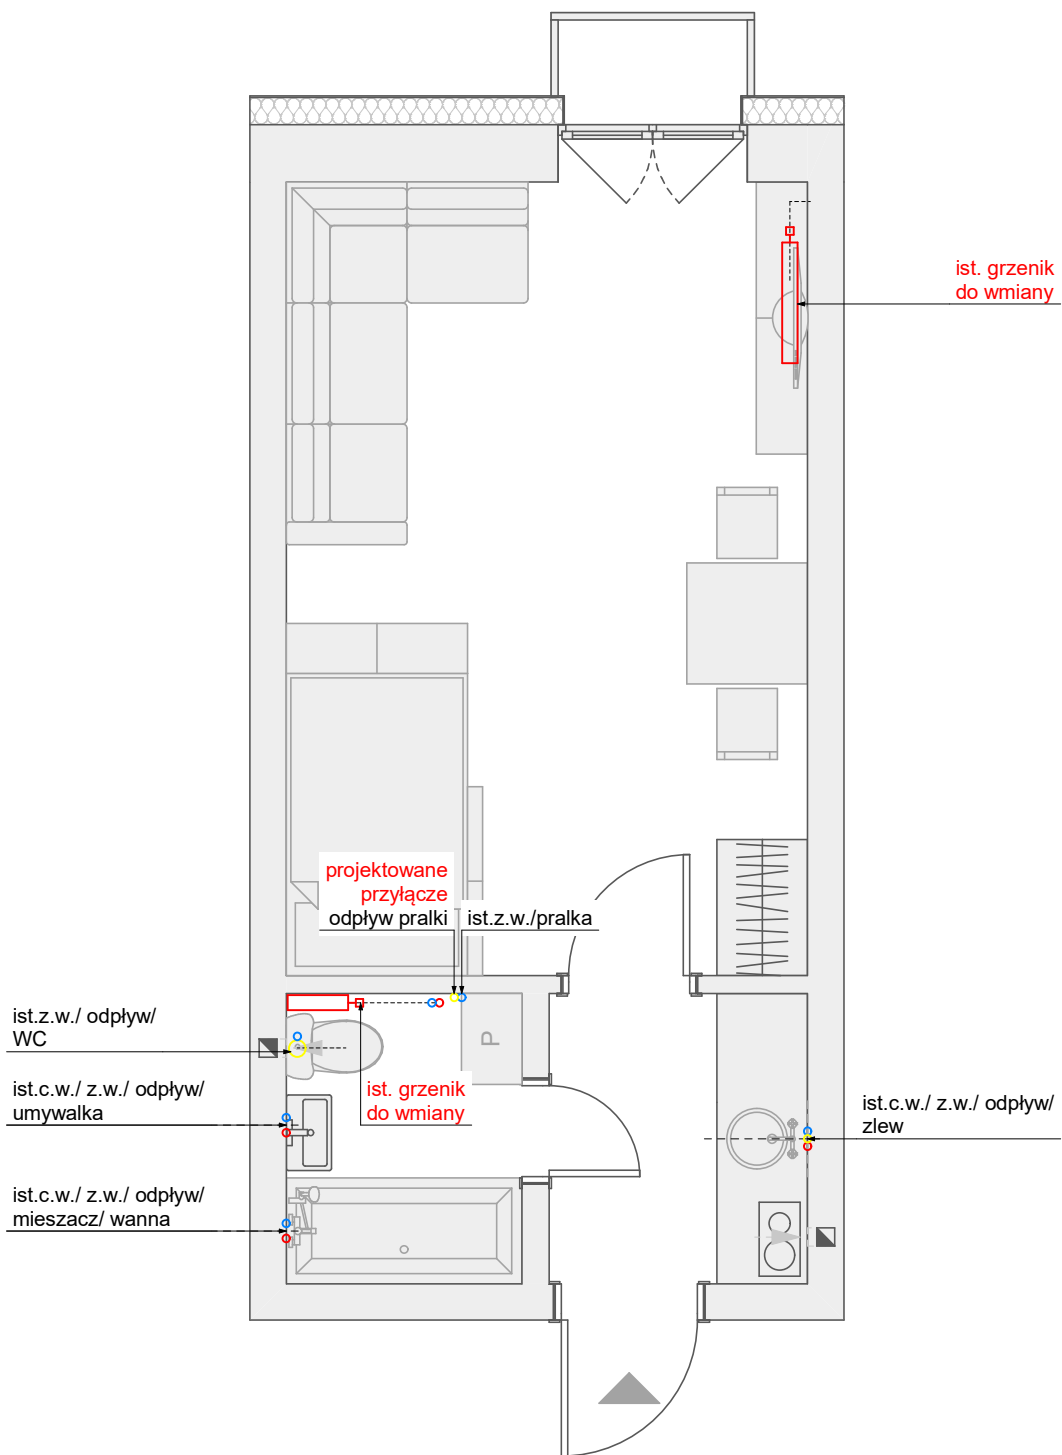 ist. grzenik
do wmiany
projektowane
przyłącze
odpływ pralki
ist.z.w./pralka
ist.z.w./ odpływ/
WC
P
ist. grzenik
do wmiany
ist.c.w./ z.w./ odpływ/
umywalka
ist.c.w./ z.w./ odpływ/
zlew
ist.c.w./ z.w./ odpływ/
mieszacz/ wanna